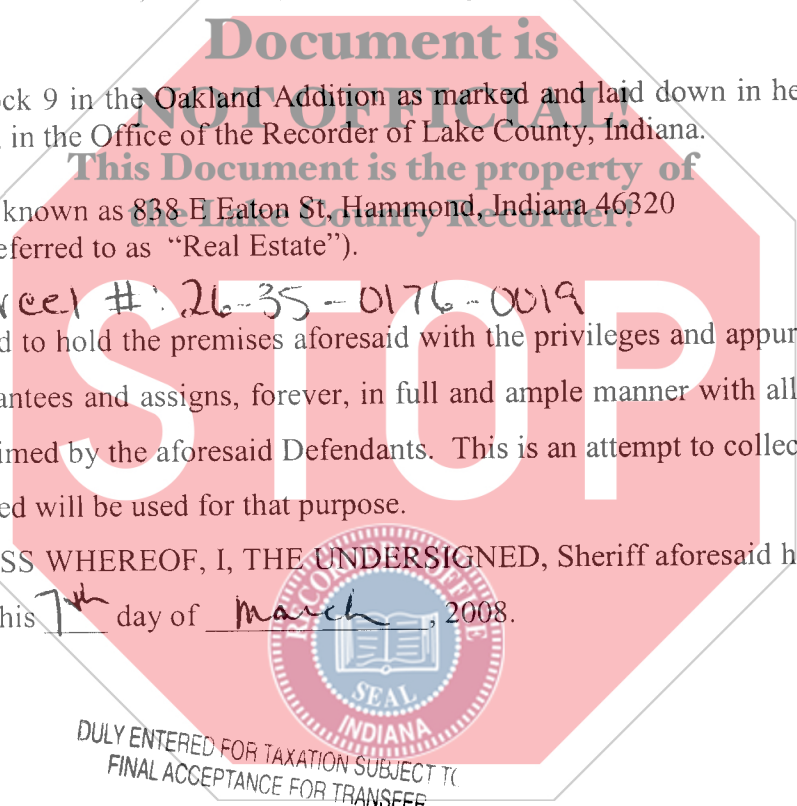 Document is
ck 9 in the Oakland Addition as marked and laid down in he
NOT OFFICIAL!
in the Office of the Recorder of Lake County, Indiana.
This Document is the property of
known as 838 E Eaton St, Hammond, Indiana 46320
the Lake County Recorder!
eferred to as “Real Estate”).
rcel #: 26-35-0176-0019
d to hold the premises aforesaid with the privileges and appur
antees and assigns, forever, in full and ample manner with all
STOP
imed by the aforesaid Defendants. This is an attempt to collec
ed will be used for that purpose.
SS WHEREOF, I, THE UNDERSIGNED, Sheriff aforesaid h
his 7th day of March, 2008.
SEAL
INDIANA
DULY ENTERED FOR TAXATION SUBJECT TO
FINAL ACCEPTANCE FOR TRANSFER